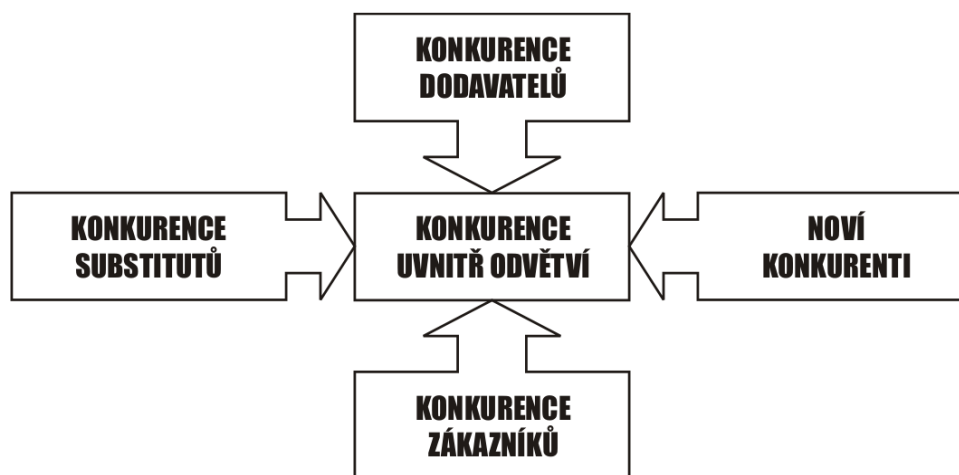 KONKURENCE
DODAVATELŮ
KONKURENCE
SUBSTITUTŮ
KONKURENCE
UVNITŘ ODVĚTVÍ
NOVÍ
KONKURENTI
KONKURENCE
ZÁKAZNÍKŮ